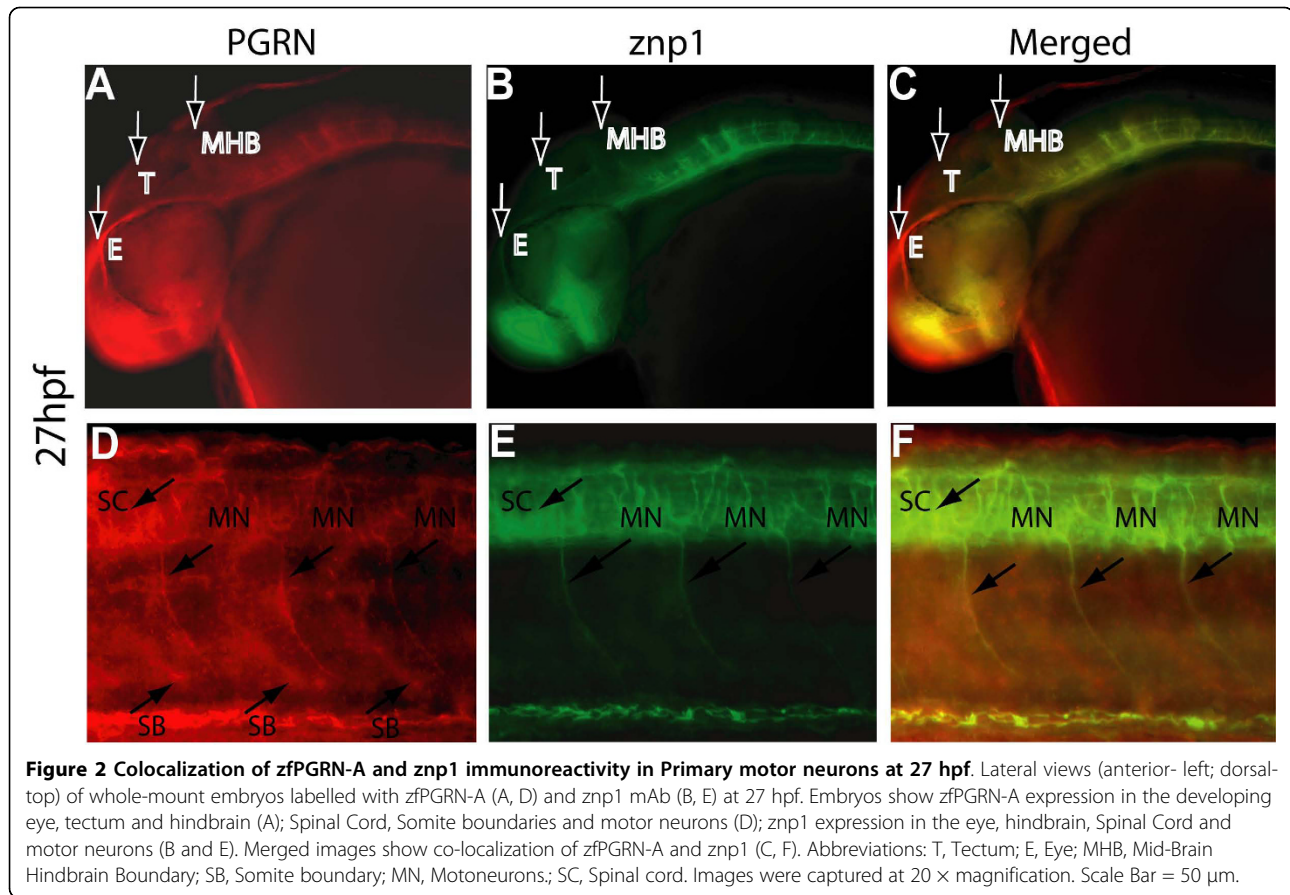 PGRN
znp1
Merged
A
MHB
T
E
B
MHB
T
E
C
MHB
T
E
27hpf
D
SC
MN
MN
MN
SB
SB
SB
E
SC
MN
MN
MN
F
SC
MN
MN
MN
Figure 2 Colocalization of zfPGRN-A and znp1 immunoreactivity in Primary motor neurons at 27 hpf. Lateral views (anterior- left; dorsal-
top) of whole-mount embryos labelled with zfPGRN-A (A, D) and znp1 mAb (B, E) at 27 hpf. Embryos show zfPGRN-A expression in the developing
eye, tectum and hindbrain (A); Spinal Cord, Somite boundaries and motor neurons (D); znp1 expression in the eye, hindbrain, Spinal Cord and
motor neurons (B and E). Merged images show co-localization of zfPGRN-A and znp1 (C, F). Abbreviations: T, Tectum; E, Eye; MHB, Mid-Brain
Hindbrain Boundary; SB, Somite boundary; MN, Motoneurons.; SC, Spinal cord. Images were captured at 20 × magnification. Scale Bar = 50 μm.